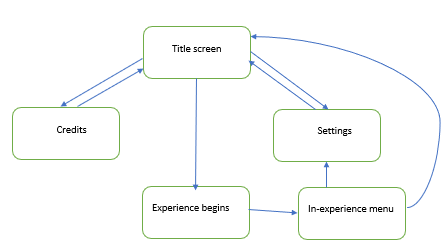 Title screen
Credits
Settings
Experience begins
In-experience menu